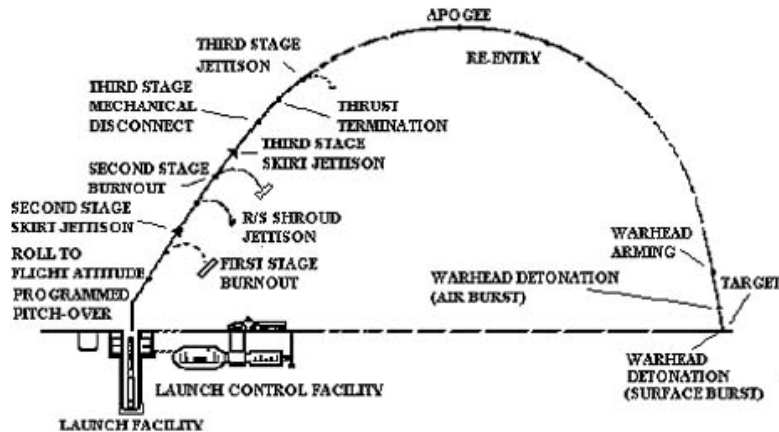 APOGEE
THIRD STAGE
JETTISON
RE-ENTRY
THIRD STAGE
MECHANICAL
DISCONNECT
THRUST
TERMINATION
THIRD STAGE
SKIRT JETTISON
SECOND STAGE
BURNOUT
SECOND STAGE
SKIRT JETTISON
R/S SHROUD
JETTISON
ROLL TO
FLIGHT ATTITUDE
FIRST STAGE
BURNOUT
PROGRAMMED
PITCH-OVER
WARHEAD
ARMING
WARHEAD DETONATION
(AIR BURST)
TARGET
WARHEAD
DETONATION
(SURFACE BURST)
LAUNCH CONTROL FACILITY
LAUNCH FACILITY